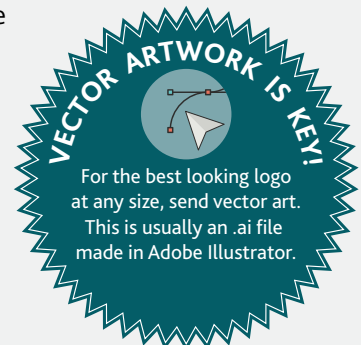 e
VECTOR ARTWORK IS KEY!
For the best looking logo
at any size, send vector art.
This is usually an .ai file
made in Adobe Illustrator.